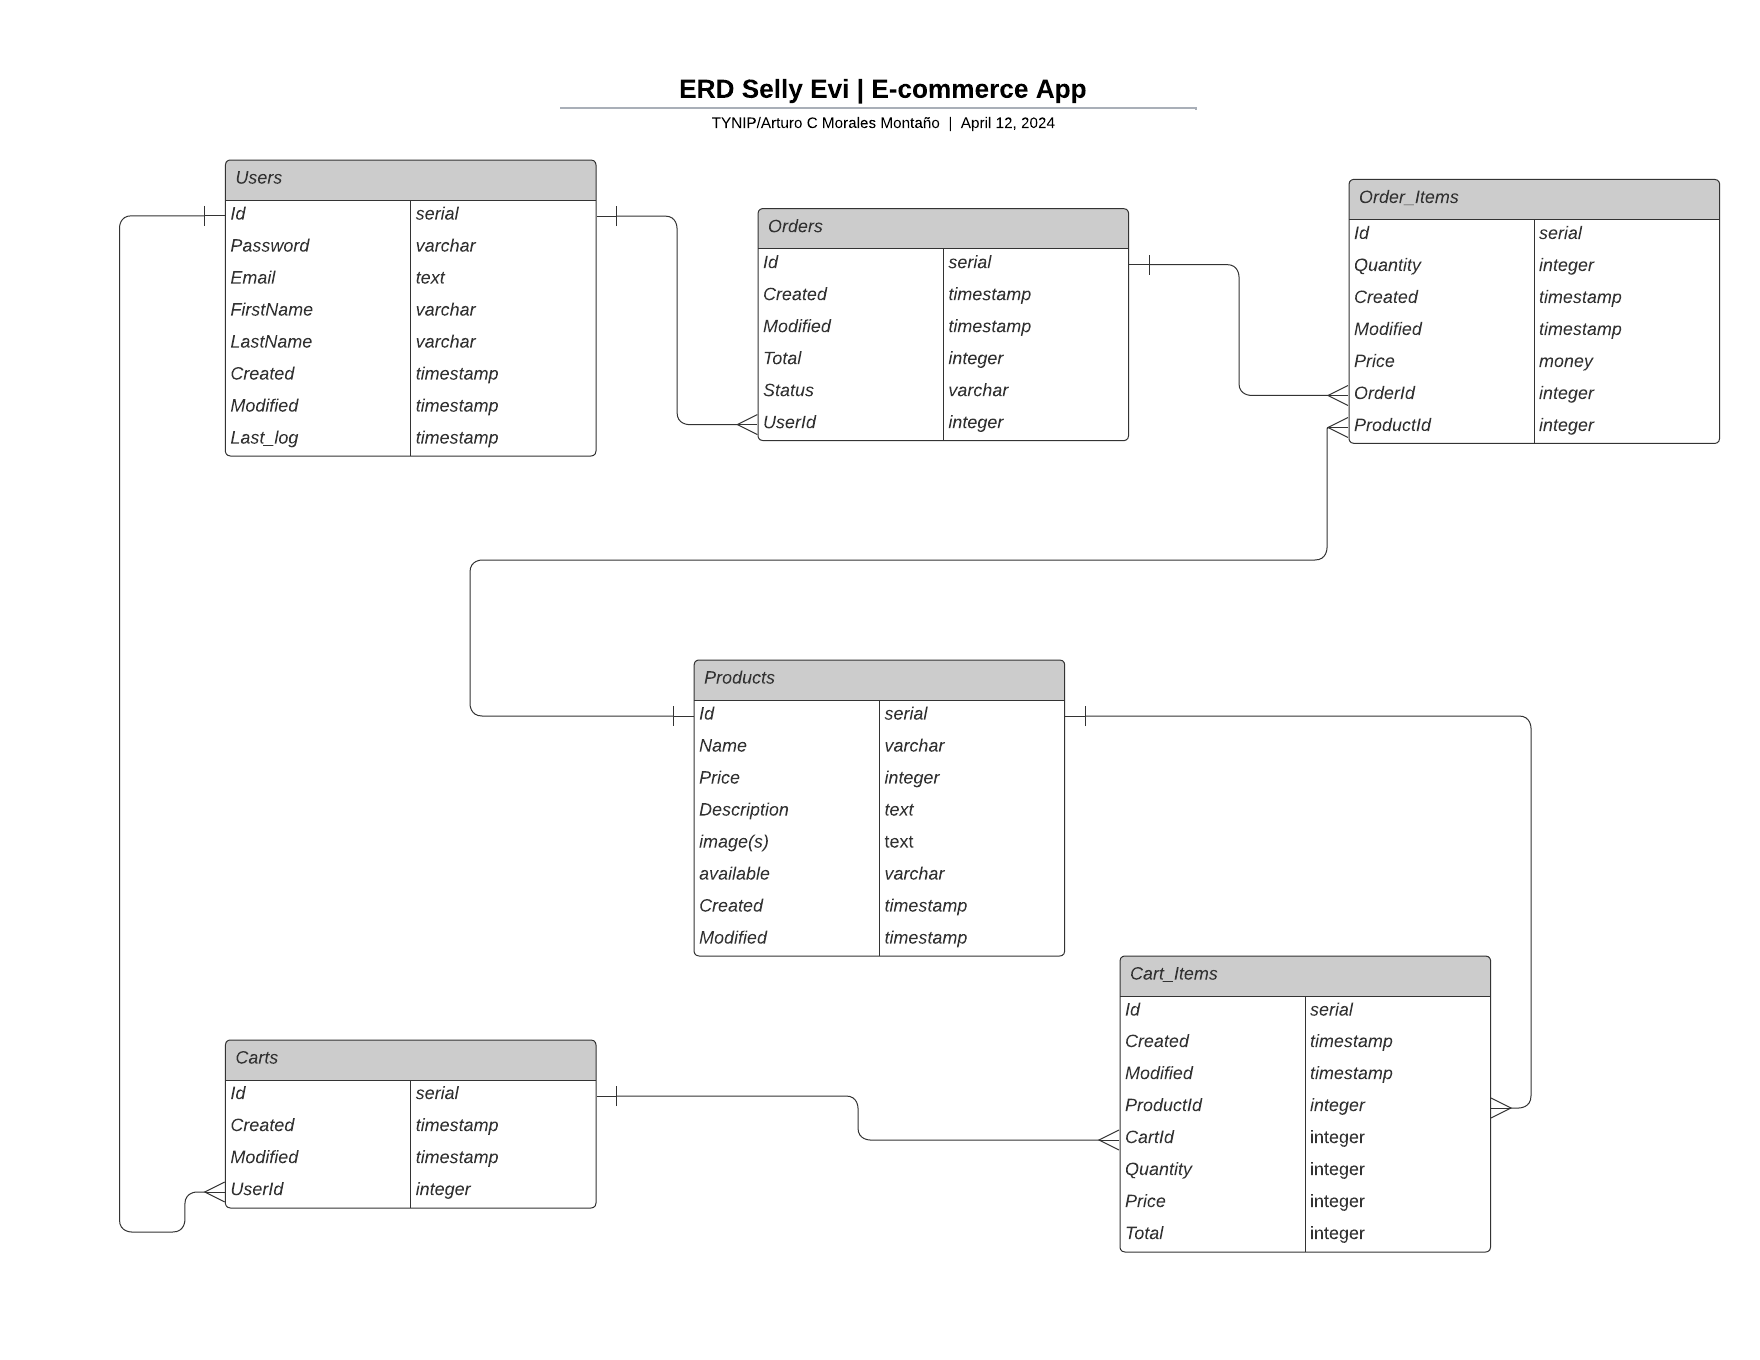 ERD Selly Evi | E-commerce App
TYNIP/Arturo C Morales Montaño | April 12, 2024
Users
Id serial
Password varchar
Email text
FirstName varchar
LastName varchar
Created timestamp
Modified timestamp
Last_log timestamp
Orders
Id serial
Created timestamp
Modified timestamp
Total integer
Status varchar
UserId integer
Order_Items
Id serial
Quantity integer
Created timestamp
Modified timestamp
Price money
OrderId integer
ProductId integer
Products
Id serial
Name varchar
Price integer
Description text
image(s) text
available varchar
Created timestamp
Modified timestamp
Carts
Id serial
Created timestamp
Modified timestamp
UserId integer
Cart_Items
Id serial
Created timestamp
Modified timestamp
ProductId integer
CartId integer
Quantity integer
Price integer
Total integer